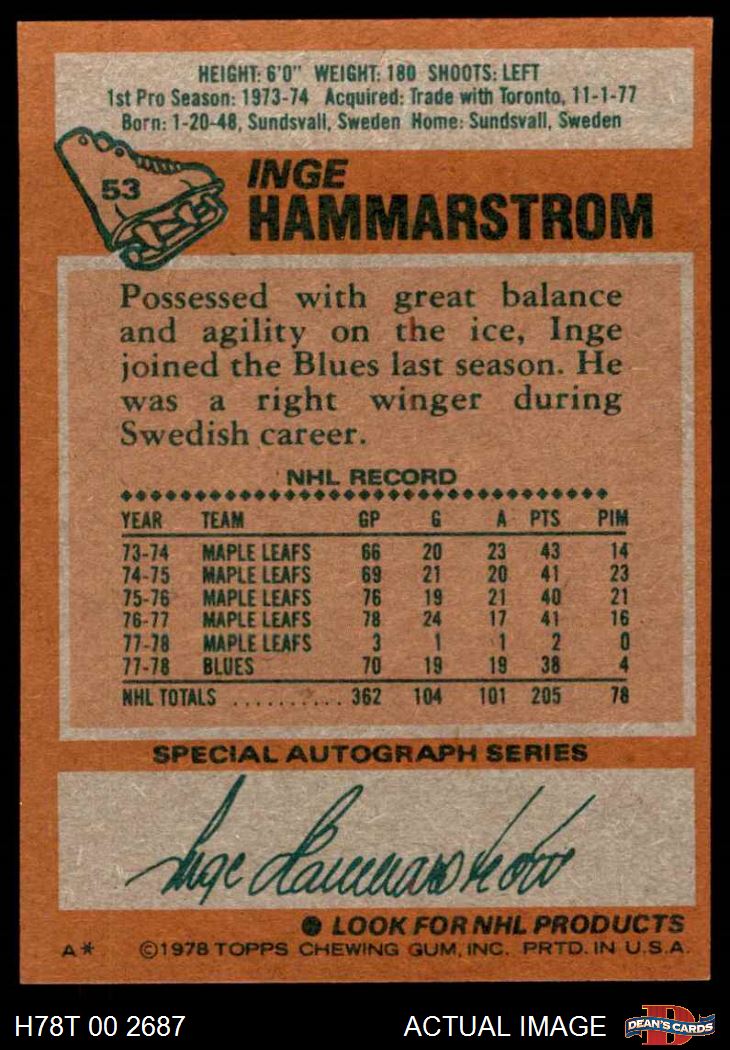 HEIGHT: 6'0" WEIGHT: 180 SHOOTS: LEFT
1st Pro Season: 1973-74 Acquired: Trade with Toronto, 11-1-77
Born: 1-20-48, Sundsvall, Sweden Home: Sundsvall, Sweden
53
INGE
HAMMARSTROM
Possessed with great balance
and agility on the ice, Inge
joined the Blues last season. He
was a right winger during
Swedish career.
NHL RECORD
YEAR TEAM GP G A PTS PIM
73-74 MAPLE LEAFS 66 20 23 43 14
74-75 MAPLE LEAFS 69 21 20 41 23
75-76 MAPLE LEAFS 76 19 21 40 21
76-77 MAPLE LEAFS 78 24 17 41 16
77-78 MAPLE LEAFS 3 1 1 2 0
77-78 BLUES 70 19 19 38 4
NHL TOTALS .......... 362 104 101 205 78
SPECIAL AUTOGRAPH SERIES
Inge Hammarström
● LOOK FOR NHL PRODUCTS
A* ©1978 TOPPS CHEWING GUM, INC. PRTD. IN U.S.A.
H78T 00 2687 ACTUAL IMAGE D DEAN'S CARDS